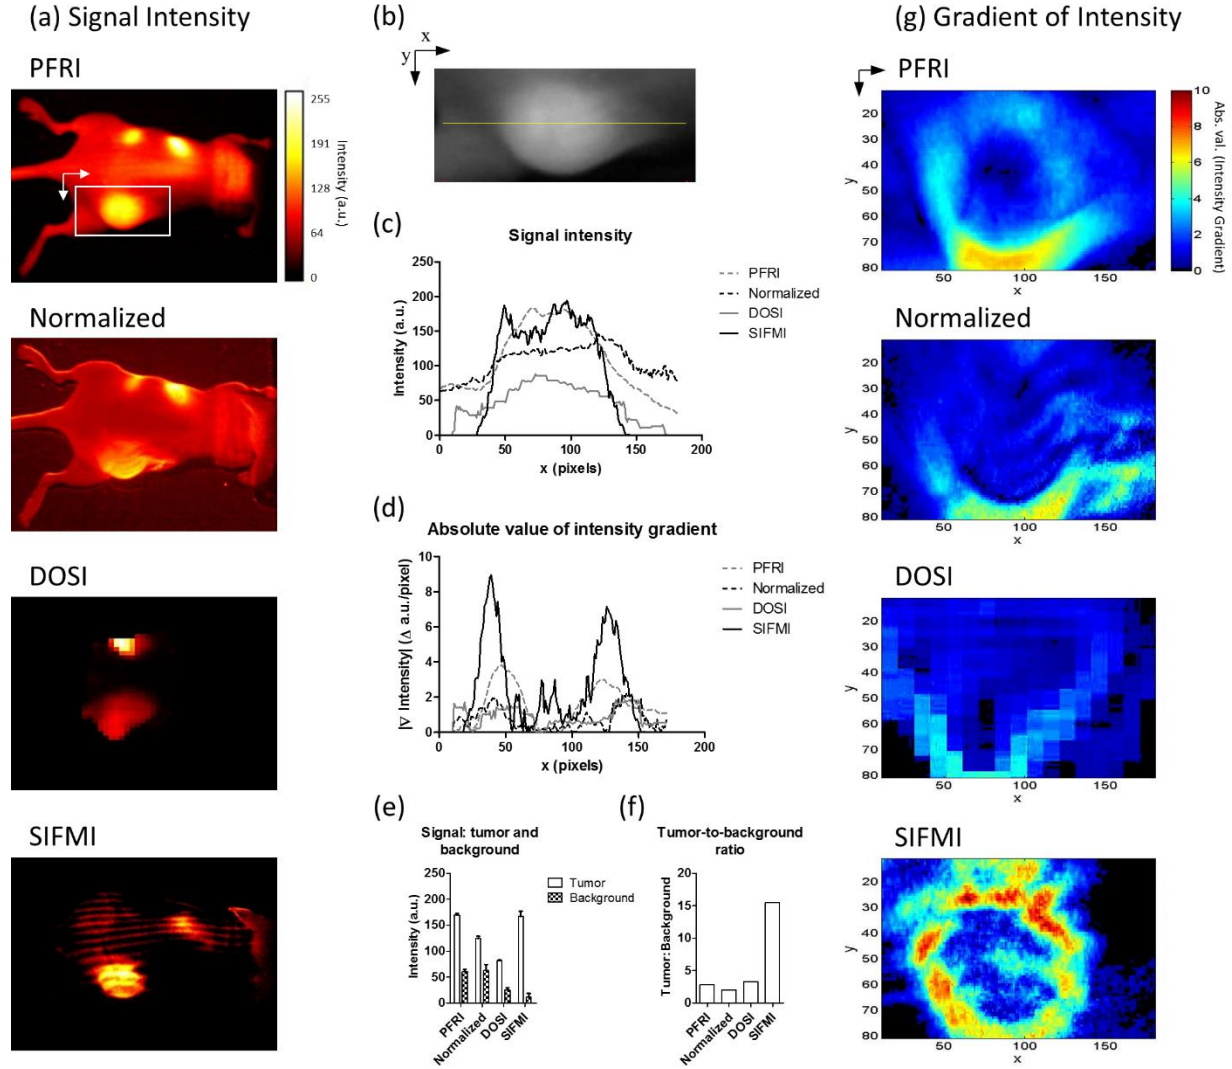 (a) Signal Intensity
PFRI
255
191
128
64
0
Intensity (a.u.)
Normalized
DOSI
SIFMI
(b)
x
y
(c)
Signal intensity
Intensity (a.u.)
250
200
150
100
50
0
0 50 100 150 200
x (pixels)
PFRI
Normalized
DOSI
SIFMI
(d)
Absolute value of intensity gradient
|∇ Intensity| (Δ a.u./pixel)
10
8
6
4
2
0
0 50 100 150 200
x (pixels)
PFRI
Normalized
DOSI
SIFMI
(e)
Signal: tumor and
background
Intensity (a.u.)
250
200
150
100
50
0
PFRI
Normalized
DOSI
SIFMI
Tumor
Background
(f)
Tumor-to-background
ratio
Tumor:Background
20
15
10
5
0
PFRI
Normalized
DOSI
SIFMI
(g) Gradient of Intensity
PFRI
20
30
40
50
60
70
80
y
50 100 150
x
10
8
6
4
2
0
Abs. val. (Intensity Gradient)
Normalized
20
30
40
50
60
70
80
y
50 100 150
x
DOSI
20
30
40
50
60
70
80
y
50 100 150
x
SIFMI
20
30
40
50
60
70
80
y
50 100 150
x